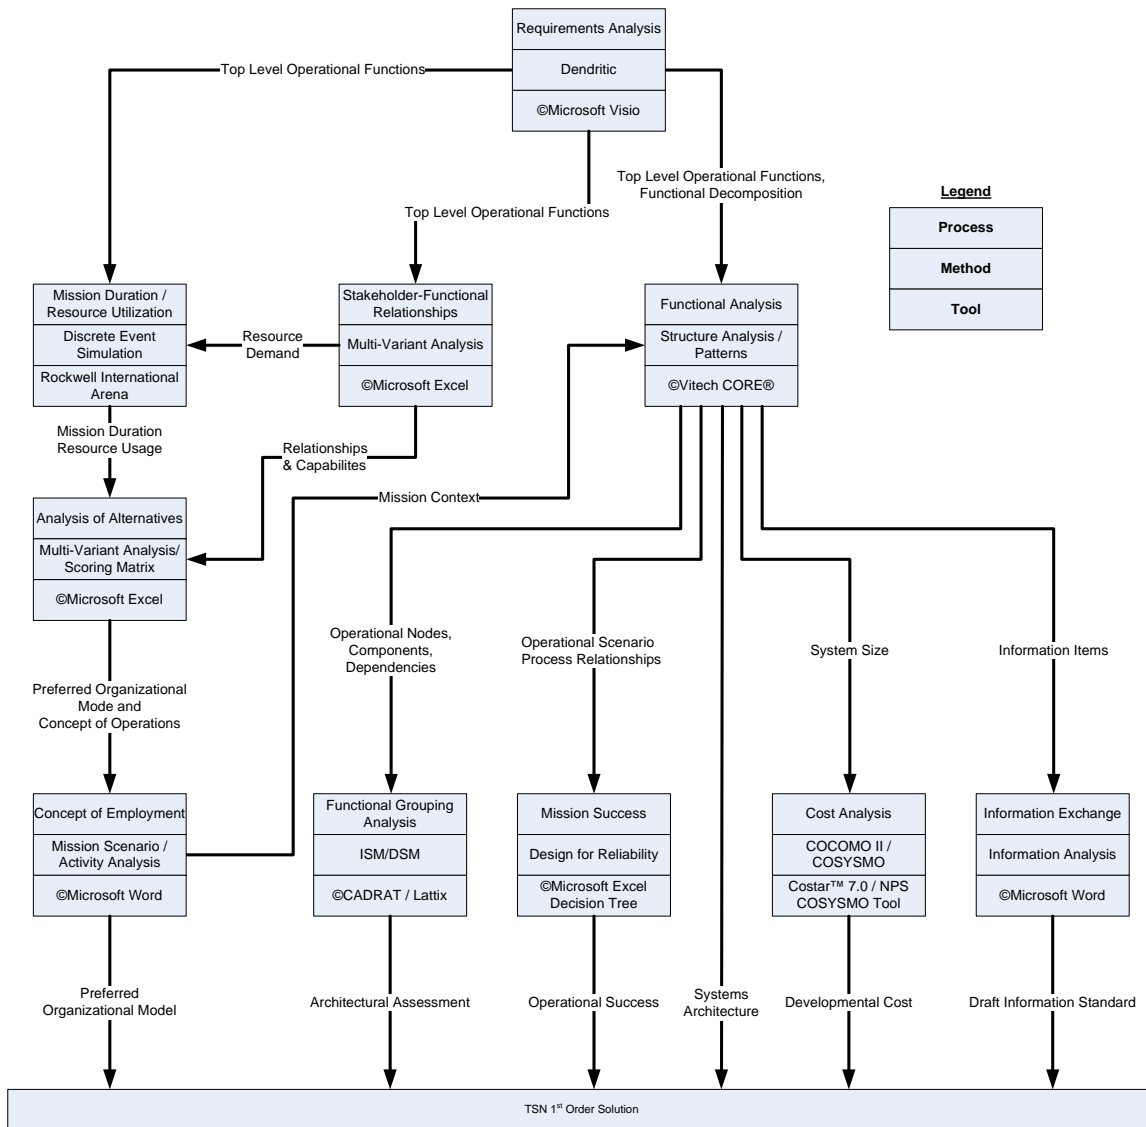 Requirements Analysis
Dendritic
©Microsoft Visio
Top Level Operational Functions
Top Level Operational Functions,
Functional Decomposition
Top Level Operational Functions
Legend
Process
Method
Tool
Mission Duration /
Resource Utilization
Discrete Event
Simulation
Rockwell International
Arena
Resource
Demand
Stakeholder-Functional
Relationships
Multi-Variant Analysis
©Microsoft Excel
Functional Analysis
Structure Analysis /
Patterns
©Vitech CORE®
Mission Duration
Resource Usage
Relationships
& Capabilites
Mission Context
Analysis of Alternatives
Multi-Variant Analysis/
Scoring Matrix
©Microsoft Excel
Operational Nodes,
Components,
Dependencies
Operational Scenario
Process Relationships
System Size
Information Items
Preferred Organizational
Mode and
Concept of Operations
Concept of Employment
Mission Scenario /
Activity Analysis
©Microsoft Word
Functional Grouping
Analysis
ISM/DSM
©CADRAT / Lattix
Mission Success
Design for Reliability
©Microsoft Excel
Decision Tree
Cost Analysis
COCOMO II /
COSYSMO
Costar™ 7.0 / NPS
COSYSMO Tool
Information Exchange
Information Analysis
©Microsoft Word
Preferred
Organizational Model
Architectural Assessment
Operational Success
Systems
Architecture
Developmental Cost
Draft Information Standard
TSN 1st Order Solution